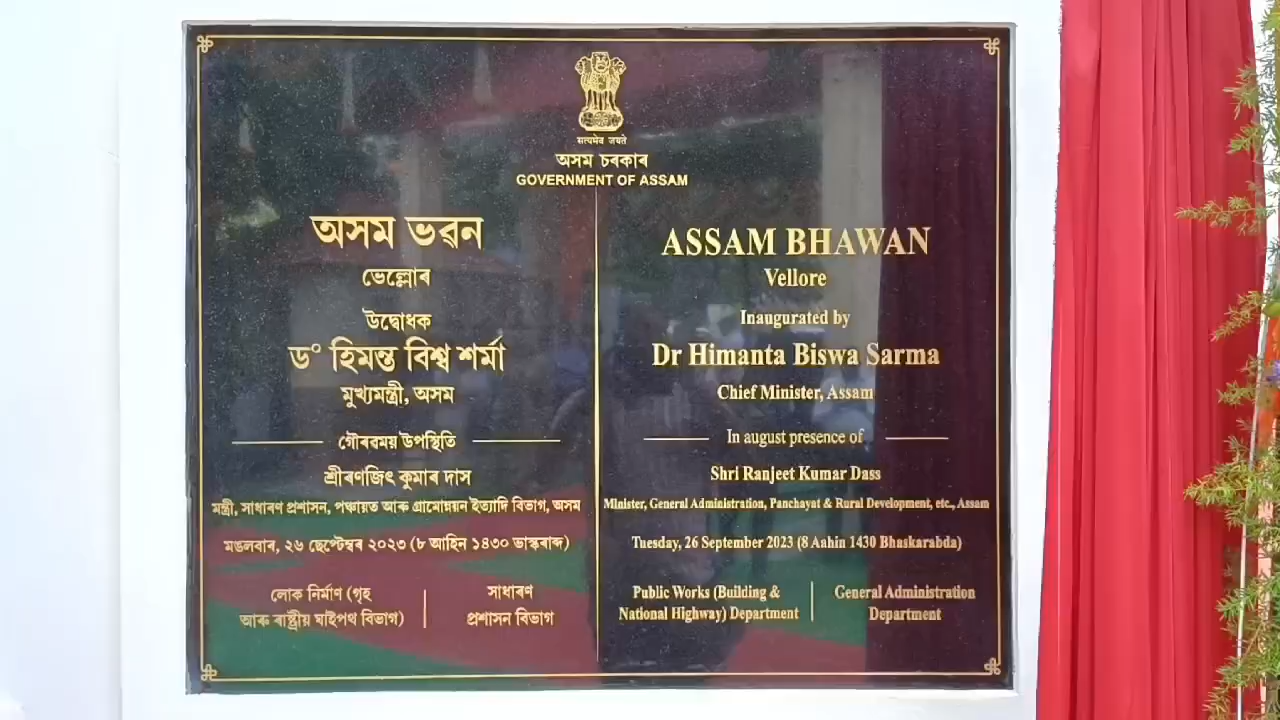 सत्यमेव जयते
অসম চৰকাৰ
GOVERNMENT OF ASSAM
অসম ভৱন
ভেল্লোৰ
উদ্বোধক
ড° হিমন্ত বিশ্ব শৰ্মা
মুখ্যমন্ত্ৰী, অসম
গৌৰৱময় উপস্থিতি
শ্ৰীৰণজিৎ কুমাৰ দাস
মন্ত্ৰী, সাধাৰণ প্ৰশাসন, পঞ্চায়ত আৰু গ্ৰামোন্নয়ন ইত্যাদি বিভাগ, অসম
মঙলবাৰ, ২৬ ছেপ্টেম্বৰ ২০২৩ (৮ আহিন ১৪৩০ ভাস্কৰাব্দ)
লোক নিৰ্মাণ (গৃহ
আৰু ৰাষ্ট্ৰীয় ঘাইপথ বিভাগ)
সাধাৰণ
প্ৰশাসন বিভাগ
ASSAM BHAWAN
Vellore
Inaugurated by
Dr Himanta Biswa Sarma
Chief Minister, Assam
In august presence of
Shri Ranjeet Kumar Dass
Minister, General Administration, Panchayat & Rural Development, etc., Assam
Tuesday, 26 September 2023 (8 Aahin 1430 Bhaskarabda)
Public Works (Building &
National Highway) Department
General Administration
Department